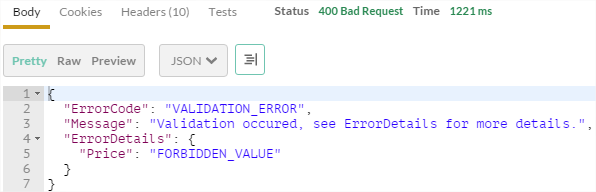 Body Cookies Headers (10) Tests Status 400 Bad Request Time 1221 ms
Pretty Raw Preview JSON
1 {
2 "ErrorCode": "VALIDATION_ERROR",
3 "Message": "Validation occured, see ErrorDetails for more details.",
4 "ErrorDetails": {
5 "Price": "FORBIDDEN_VALUE"
6 }
7 }